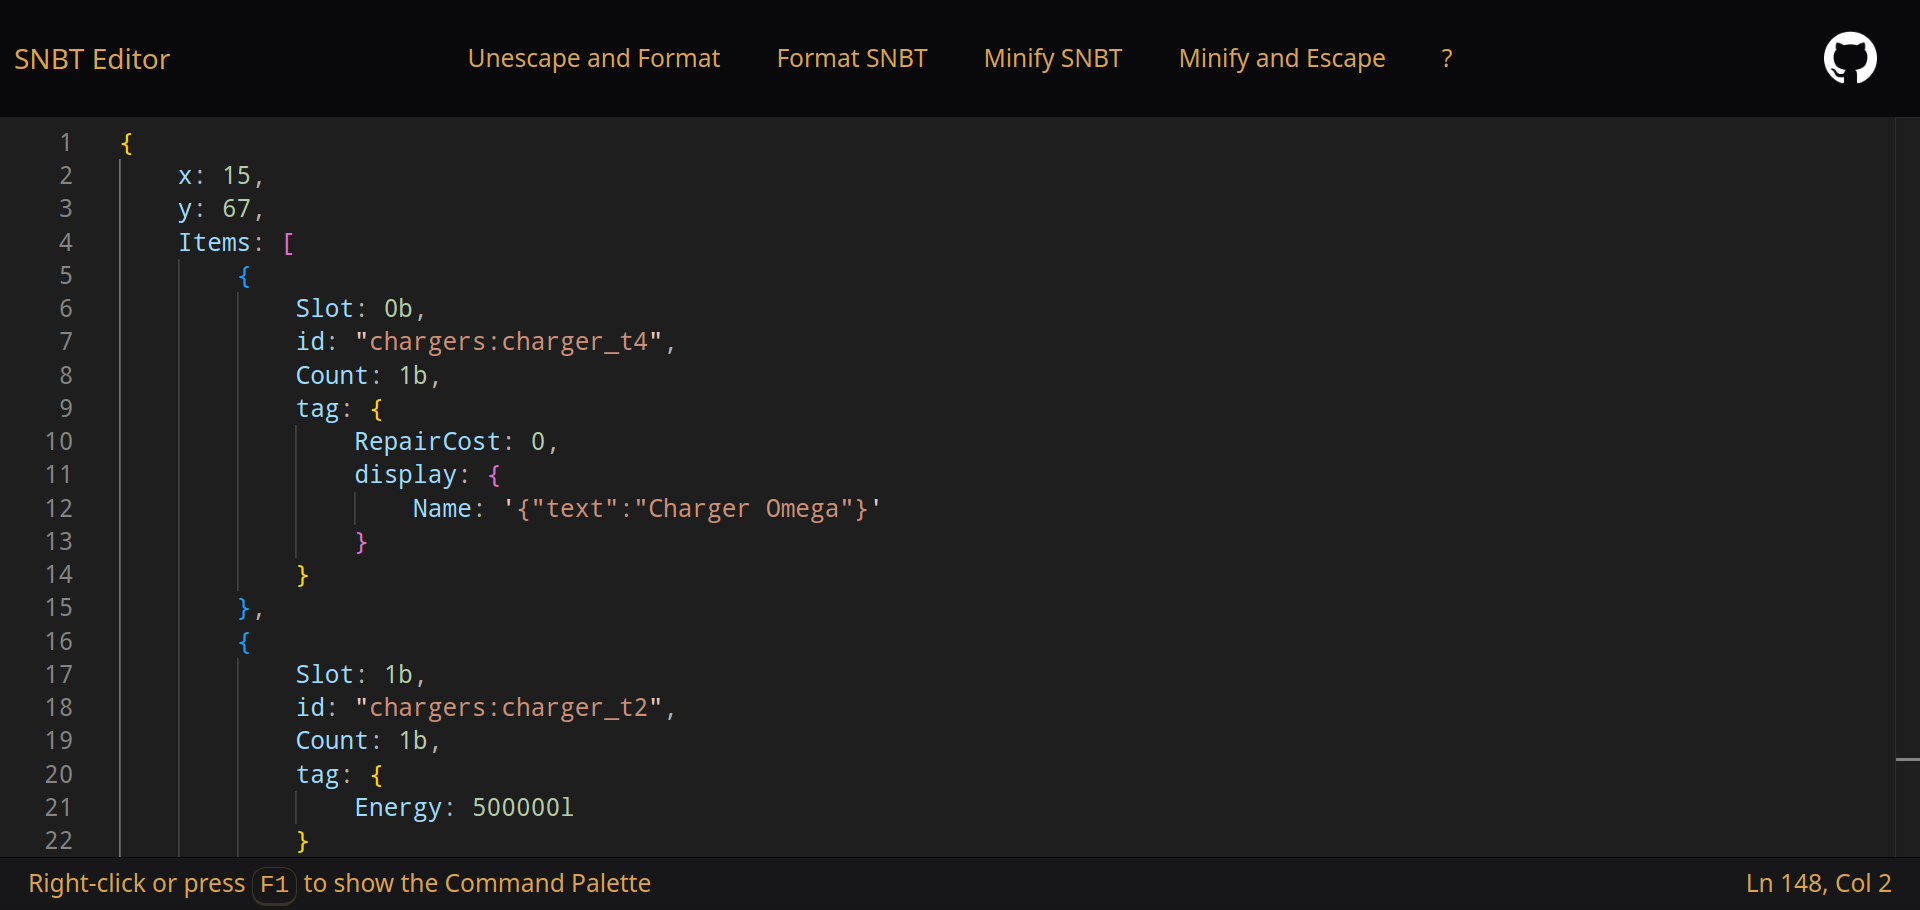 SNBT Editor Unescape and Format Format SNBT Minify SNBT Minify and Escape ?
1 {
2     x: 15,
3     y: 67,
4     Items: [
5         {
6             Slot: 0b,
7             id: "chargers:charger_t4",
8             Count: 1b,
9             tag: {
10                 RepairCost: 0,
11                 display: {
12                     Name: '{"text":"Charger Omega"}'
13                 }
14             }
15         },
16         {
17             Slot: 1b,
18             id: "chargers:charger_t2",
19             Count: 1b,
20             tag: {
21                 Energy: 500000l
22             }
Right-click or press F1 to show the Command Palette Ln 148, Col 2